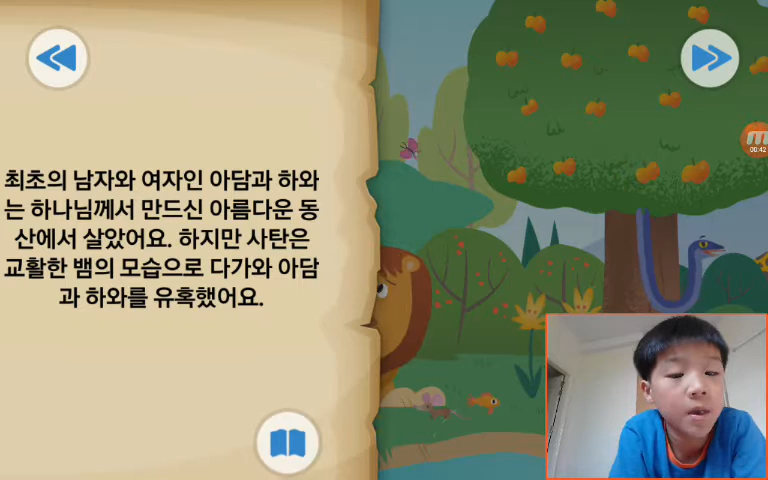 최초의 남자와 여자인 아담과 하와
는 하나님께서 만드신 아름다운 동
산에서 살았어요. 하지만 사탄은
교활한 뱀의 모습으로 다가와 아담
과 하와를 유혹했어요.
00:42